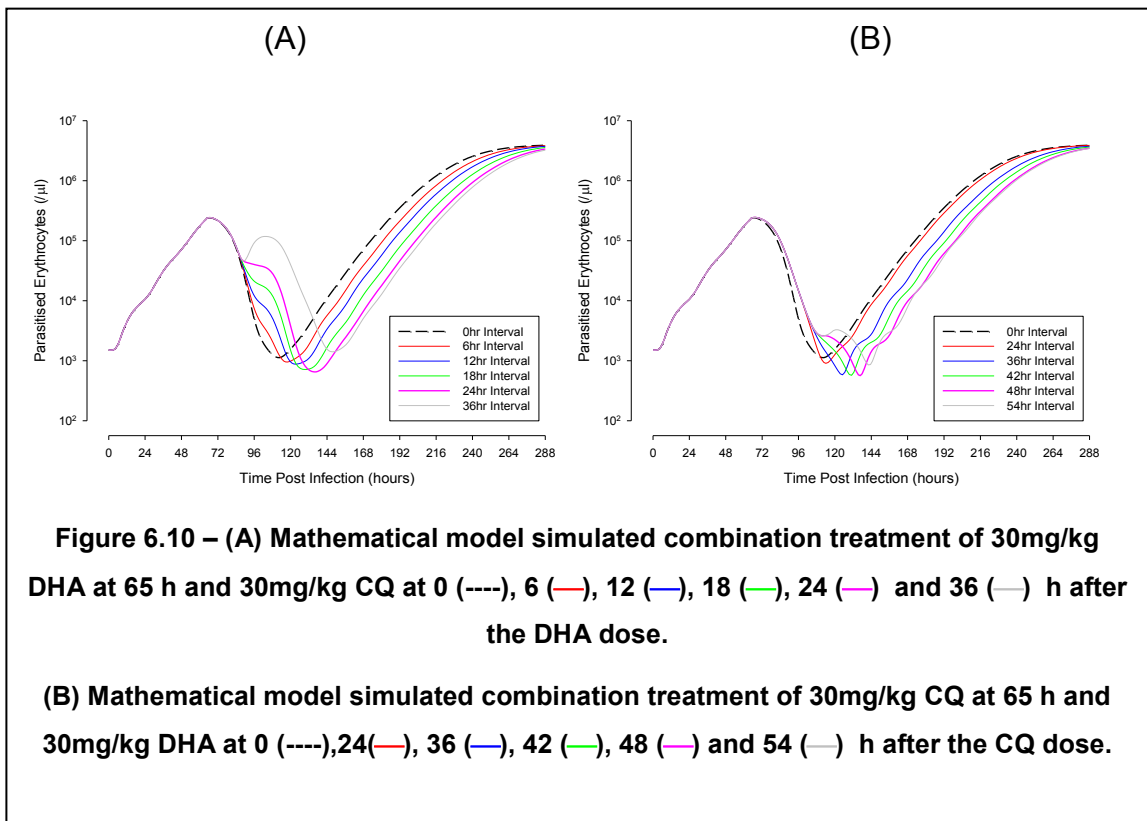 (A)
(B)
Parasitised Erythrocytes (/µl)
10⁷
10⁶
10⁵
10⁴
10³
10²
0 24 48 72 96 120 144 168 192 216 240 264 288
Time Post Infection (hours)
0hr Interval
6hr Interval
12hr Interval
18hr Interval
24hr Interval
36hr Interval
Parasitised Erythrocytes (/µl)
10⁷
10⁶
10⁵
10⁴
10³
10²
0 24 48 72 96 120 144 168 192 216 240 264 288
Time Post Infection (hours)
0hr Interval
24hr Interval
36hr Interval
42hr Interval
48hr Interval
54hr Interval
Figure 6.10 – (A) Mathematical model simulated combination treatment of 30mg/kg
DHA at 65 h and 30mg/kg CQ at 0 (----), 6 (—), 12 (—), 18 (—), 24 (—) and 36 (—) h after
the DHA dose.
(B) Mathematical model simulated combination treatment of 30mg/kg CQ at 65 h and
30mg/kg DHA at 0 (----),24(—), 36 (—), 42 (—), 48 (—) and 54 (—) h after the CQ dose.